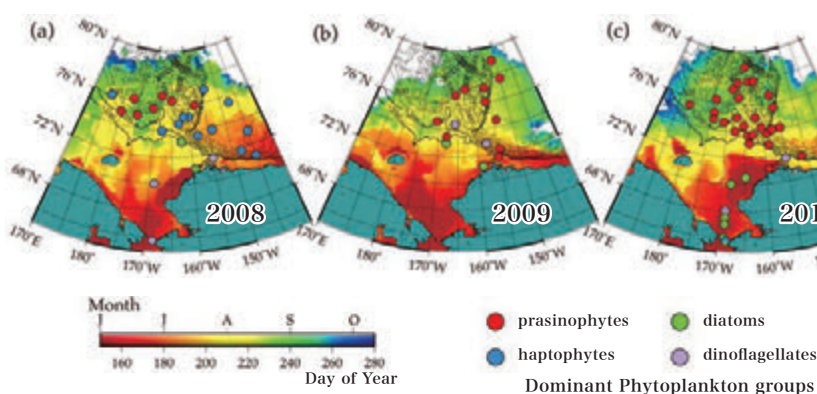 (a)
80°N
76°N
72°N
68°N
170°E
180°
170°W
160°W
150°W
2008
(b)
80°N
76°N
72°N
68°N
170°E
180°
170°W
160°W
150°W
2009
(c)
80°N
76°N
72°N
68°N
170°E
180°
170°W
160°W
201
Month
J J A S O
160 180 200 220 240 260 280
Day of Year
prasinophytes
diatoms
haptophytes
dinoflagellates
Dominant Phytoplankton groups